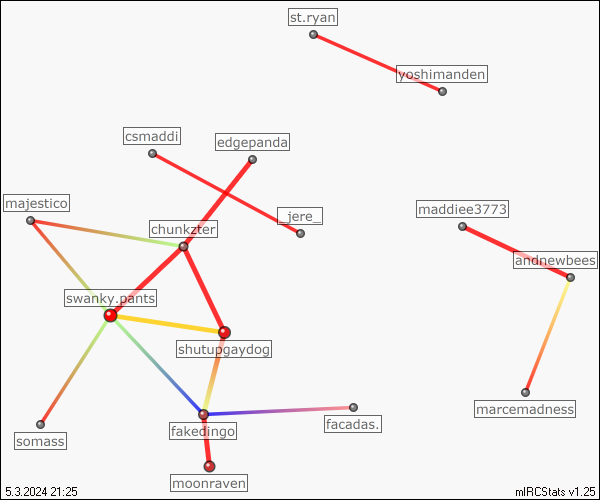 st.ryan
yoshimanden
csmaddi
edgepanda
majestico
_jere_
maddiee3773
chunkzter
andnewbees
swanky.pants
shutupgaydog
marcemadness
facadas.
fakedingo
somass
moonraven
5.3.2024 21:25
mIRCStats v1.25